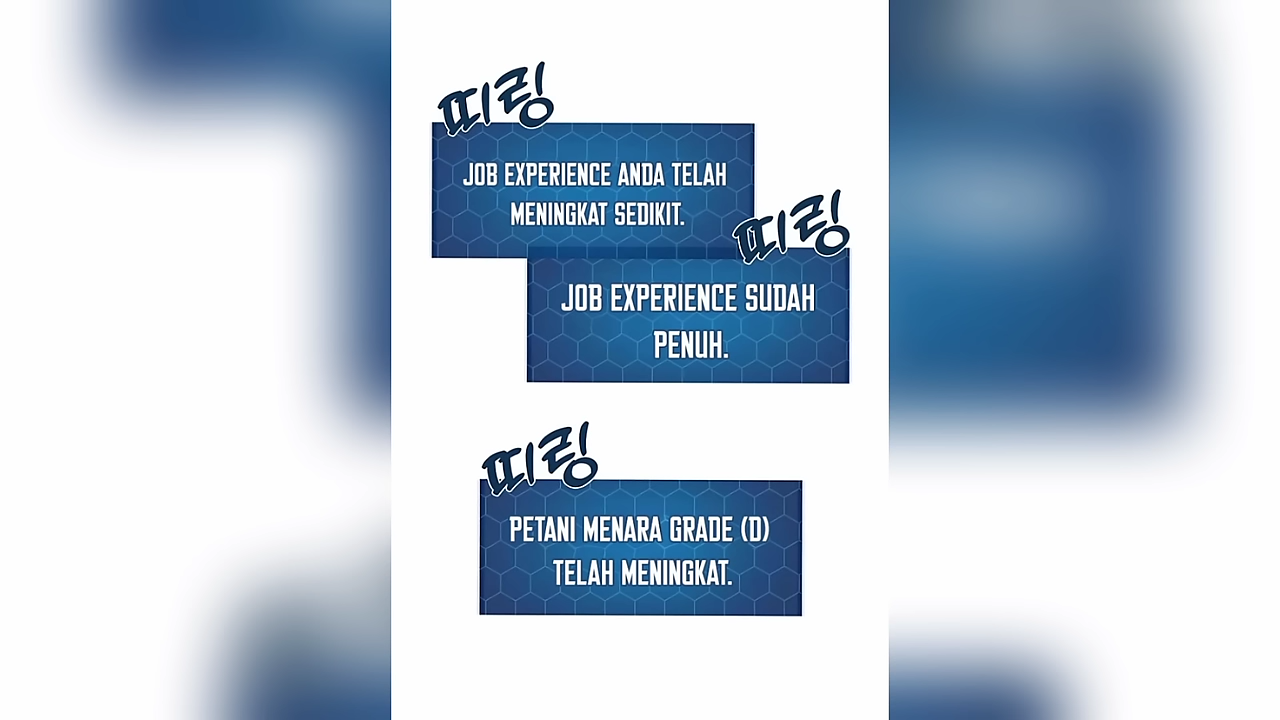 띠링
JOB EXPERIENCE ANDA TELAH
MENINGKAT SEDIKIT.
띠링
JOB EXPERIENCE SUDAH
PENUH.
띠링
PETANI MENARA GRADE (D)
TELAH MENINGKAT.